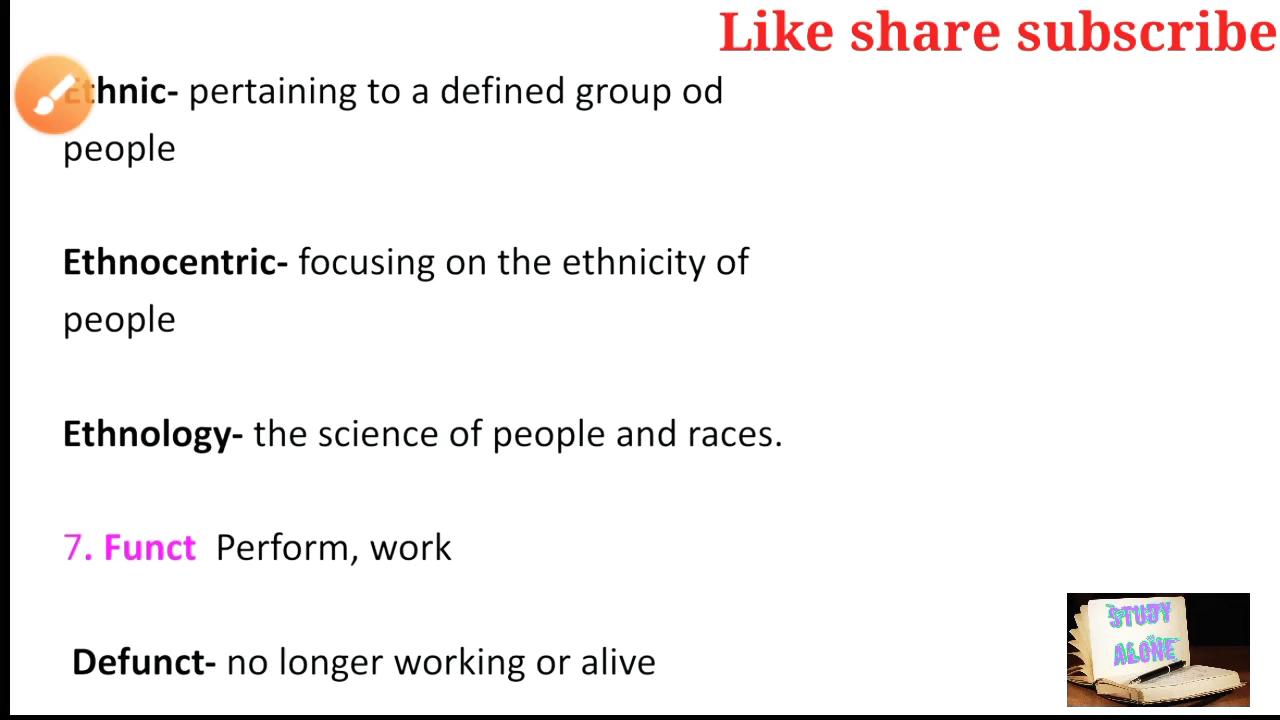 Like share subscribe
Ethnic- pertaining to a defined group od
people
Ethnocentric- focusing on the ethnicity of
people
Ethnology- the science of people and races.
7. Funct Perform, work
Defunct- no longer working or alive
STUDY
ALONE